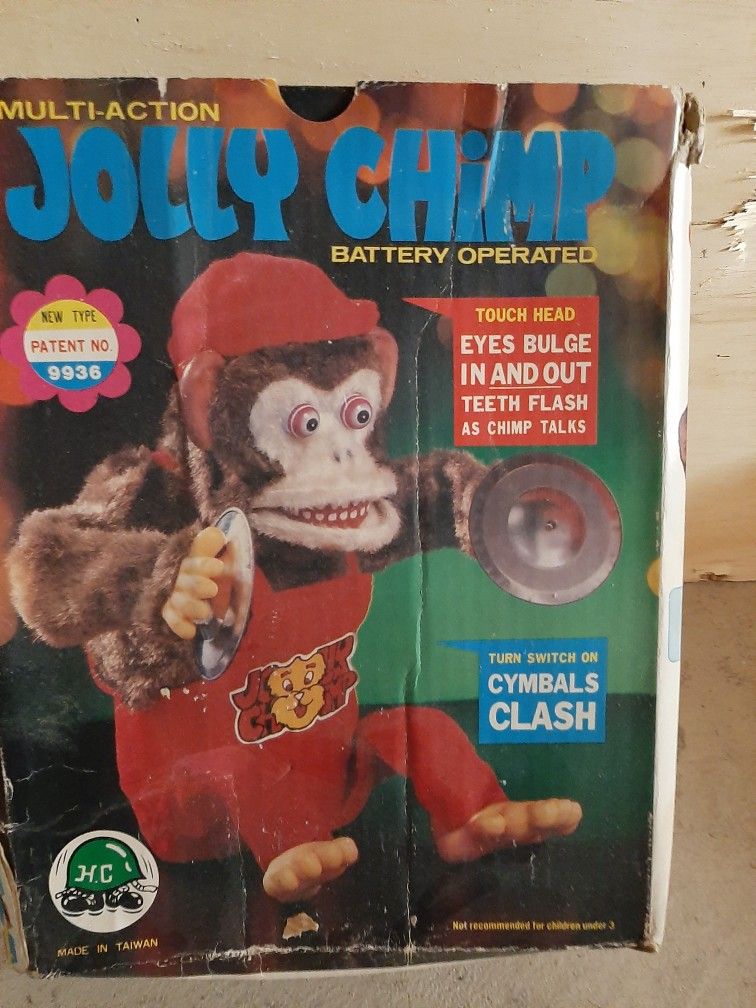 MULTI-ACTION
JOLLY CHiMP
BATTERY OPERATED
NEW TYPE
PATENT NO.
9936
TOUCH HEAD
EYES BULGE
IN AND OUT
TEETH FLASH
AS CHIMP TALKS
TURN SWITCH ON
CYMBALS
CLASH
H.C
MADE IN TAIWAN
Not recommended for children under 3